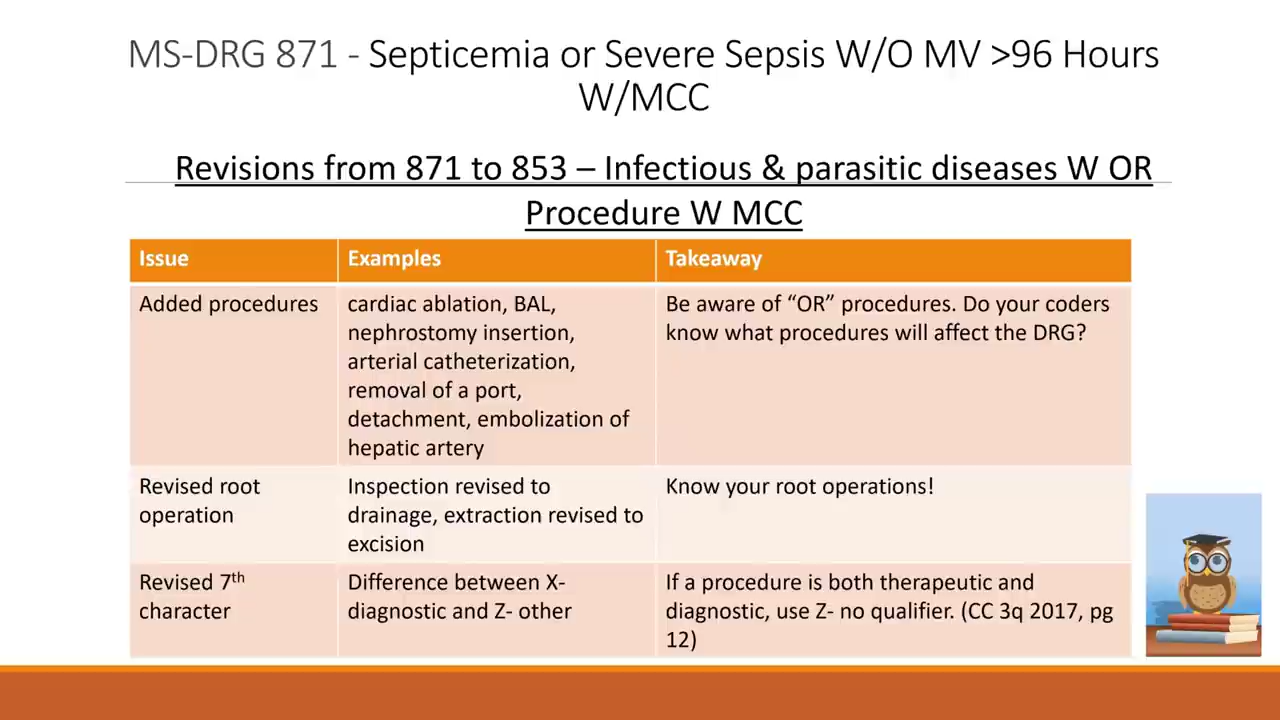 MS-DRG 871 - Septicemia or Severe Sepsis W/O MV >96 Hours
W/MCC
Revisions from 871 to 853 – Infectious & parasitic diseases W OR
Procedure W MCC
Issue
Examples
Takeaway
Added procedures
cardiac ablation, BAL,
nephrostomy insertion,
arterial catheterization,
removal of a port,
detachment, embolization of
hepatic artery
Be aware of “OR” procedures. Do your coders
know what procedures will affect the DRG?
Revised root
operation
Inspection revised to
drainage, extraction revised to
excision
Know your root operations!
Revised 7th
character
Difference between X-
diagnostic and Z- other
If a procedure is both therapeutic and
diagnostic, use Z- no qualifier. (CC 3q 2017, pg
12)